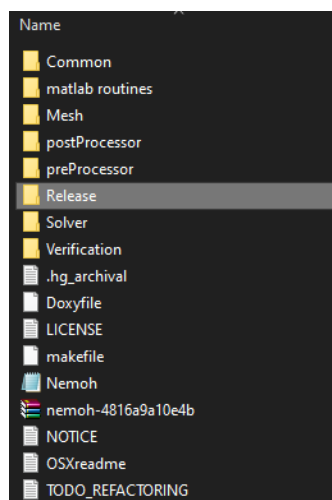 Name
Common
matlab routines
Mesh
postProcessor
preProcessor
Release
Solver
Verification
.hg_archival
Doxyfile
LICENSE
makefile
Nemoh
nemoh-4816a9a10e4b
NOTICE
OSXreadme
TODO_REFACTORING